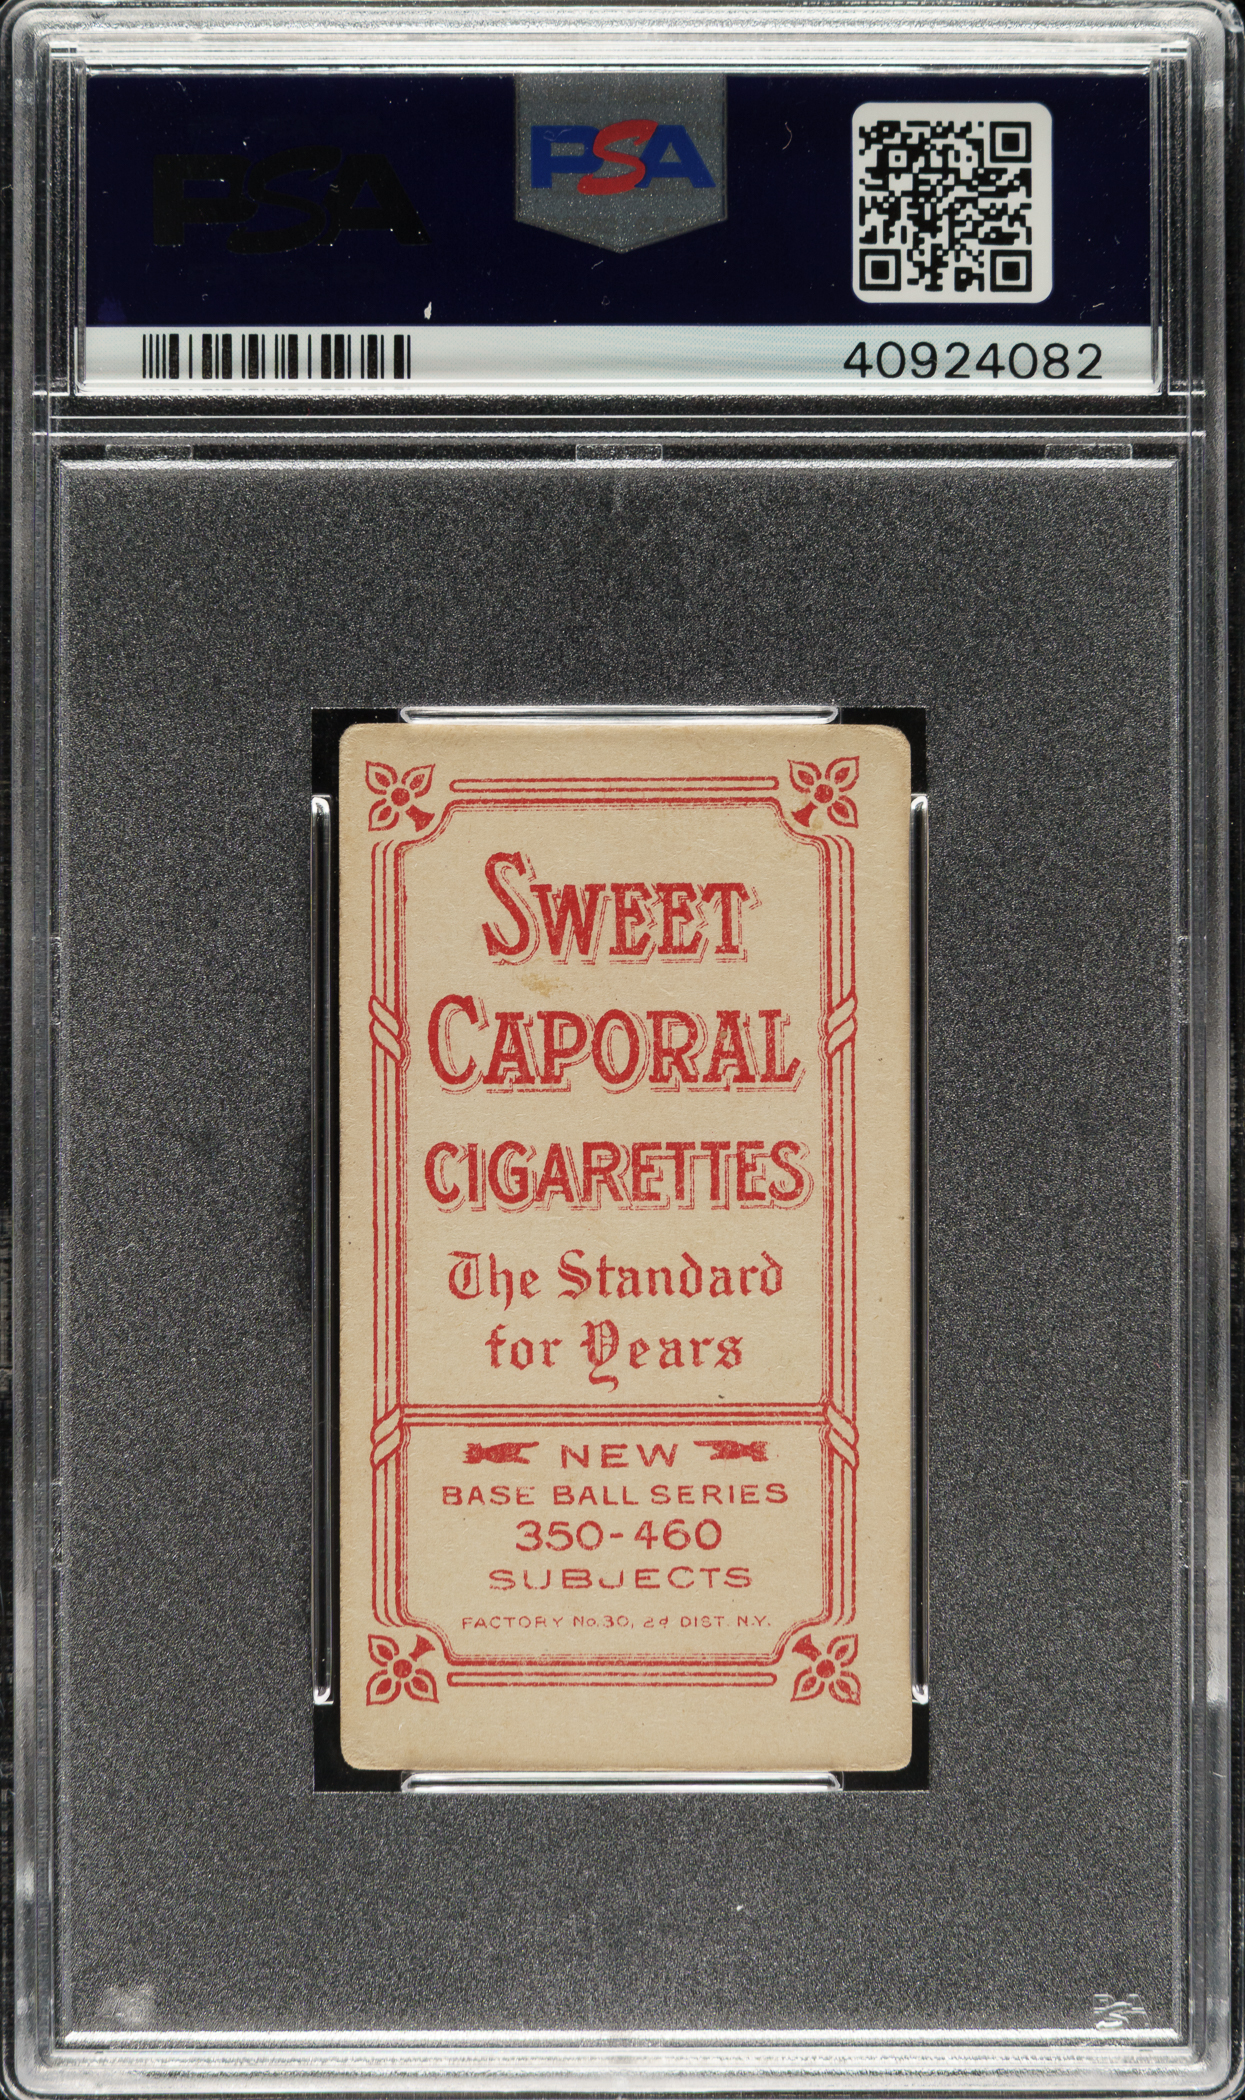 PSA
PSA
40924082
SWEET
CAPORAL
CIGARETTES
The Standard
for Years
NEW
BASE BALL SERIES
350-460
SUBJECTS
FACTORY No. 30, 2d DIST. N.Y.
PSA